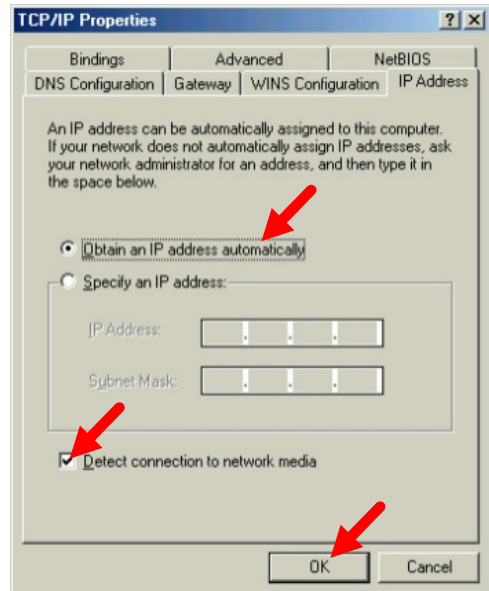 TCP/IP Properties
Bindings Advanced NetBIOS
DNS Configuration Gateway WINS Configuration IP Address
An IP address can be automatically assigned to this computer.
If your network does not automatically assign IP addresses, ask
your network administrator for an address, and then type it in
the space below.
Obtain an IP address automatically
Specify an IP address:
IP Address:
. . .
Subnet Mask:
. . .
Detect connection to network media
OK Cancel